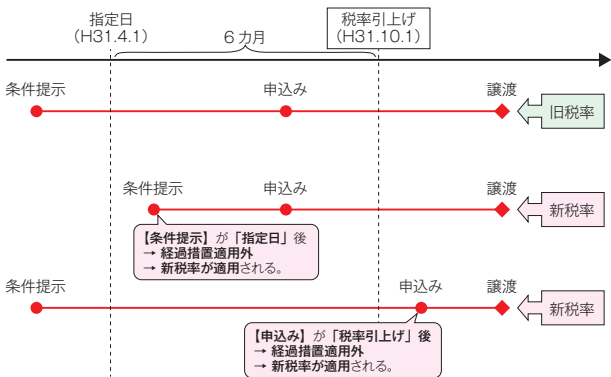 指定日
(H31.4.1)
6カ月
税率引上げ
(H31.10.1)
条件提示
申込み
譲渡
旧税率
条件提示
申込み
譲渡
新税率
【条件提示】が「指定日」後
→ 経過措置適用外
→ 新税率が適用される。
条件提示
申込み
譲渡
新税率
【申込み】が「税率引上げ」後
→ 経過措置適用外
→ 新税率が適用される。